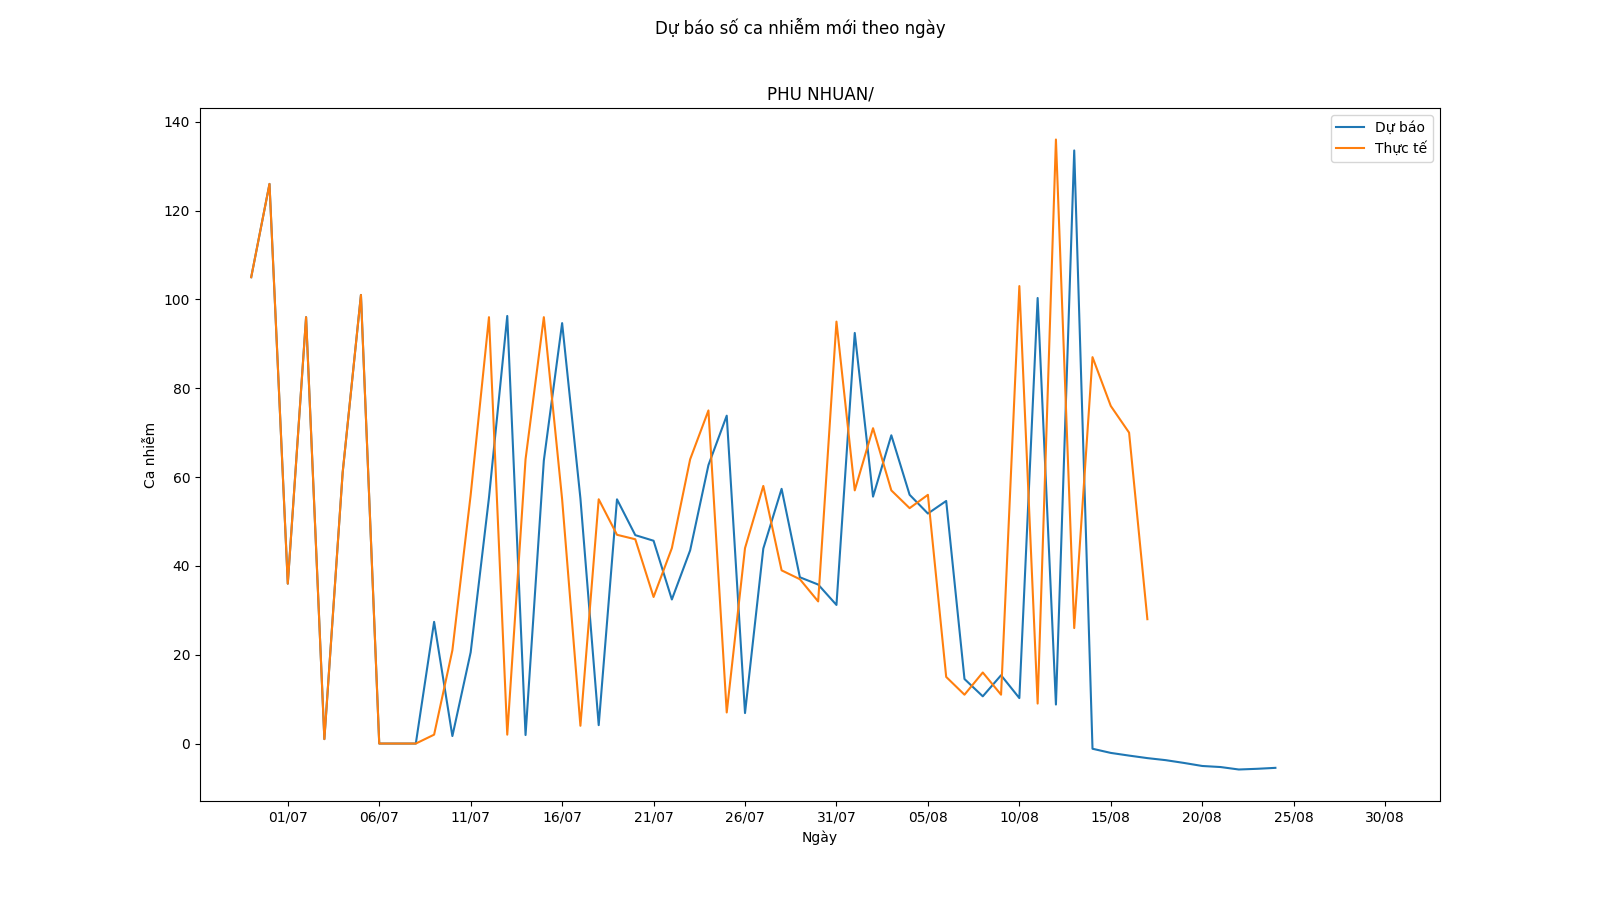 Dự báo số ca nhiễm mới theo ngày
PHU NHUAN/
Dự báo
Thực tế
140
120
100
80
60
40
20
0
Ca nhiễm
01/07 06/07 11/07 16/07 21/07 26/07 31/07 05/08 10/08 15/08 20/08 25/08 30/08
Ngày